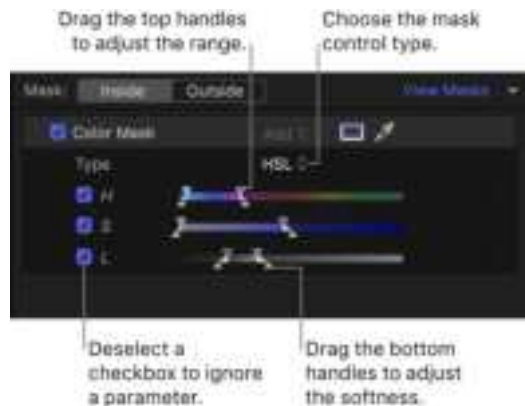 Drag the top handles
to adjust the range.
Choose the mask
control type.
Mask: Inside Outside View Masks
Color Mask Add
Type HSL
H
S
L
Deselect a
checkbox to ignore
a parameter.
Drag the bottom
handles to adjust
the softness.